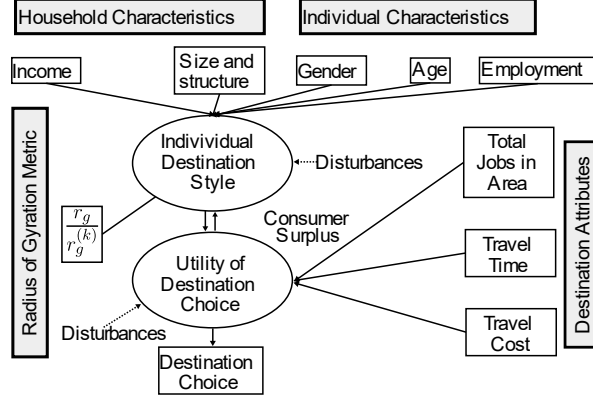 Household Characteristics
Individual Characteristics
Income
Size and
structure
Gender
Age
Employment
Radius of Gyration Metric
Indivividual
Destination
Style
Disturbances
Total
Jobs in
Area
Destination Attributes
r_g
r_g^{(k)}
Consumer
Surplus
Utility of
Destination
Choice
Travel
Time
Disturbances
Travel
Cost
Destination
Choice